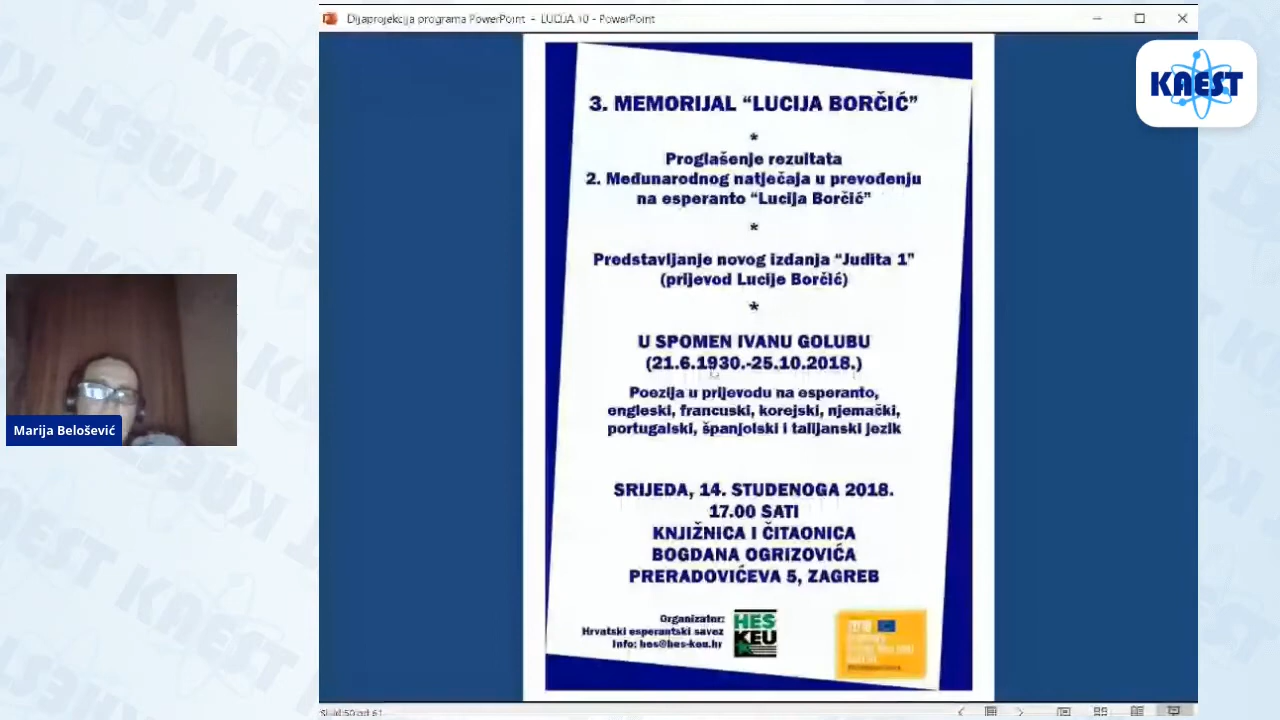 Dijaprojekcija programa PowerPoint - LUCIJA 10 - PowerPoint
KAEST
3. MEMORIJAL “LUCIJA BORČIĆ”
*
Proglašenje rezultata
2. Međunarodnog natječaja u prevođenju
na esperanto “Lucija Borčić”
*
Predstavljanje novog izdanja “Judita 1”
(prijevod Lucije Borčić)
*
U SPOMEN IVANU GOLUBU
(21.6.1930.-25.10.2018.)
Poezija u prijevodu na esperanto,
engleski, francuski, korejski, njemački,
portugalski, španjolski i talijanski jezik
SRIJEDA, 14. STUDENOGA 2018.
17.00 SATI
KNJIŽNICA I ČITAONICA
BOGDANA OGRIZOVIĆA
PRERADOVIĆEVA 5, ZAGREB
Organizator:
Hrvatski esperantski savez
Info: hes@hes-keu.hr
HES
KEU
Marija Belošević